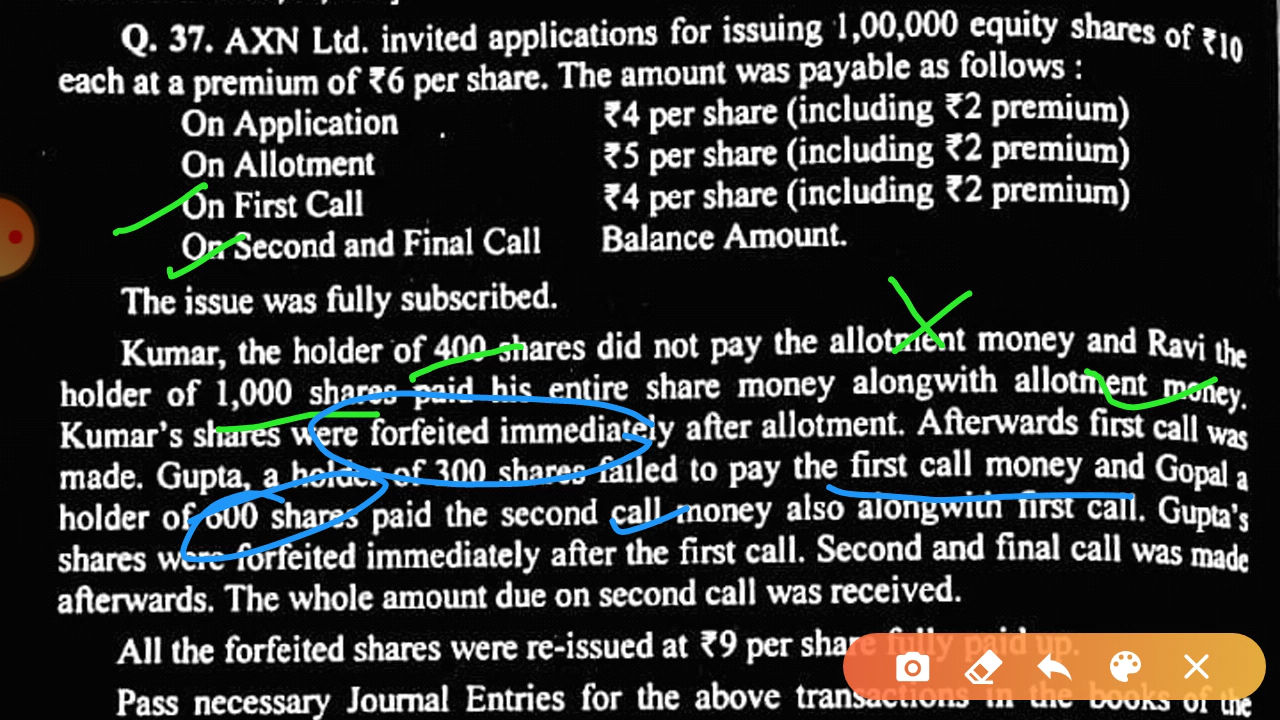 Q. 37. AXN Ltd. invited applications for issuing 1,00,000 equity shares of ₹10
each at a premium of ₹6 per share. The amount was payable as follows :
On Application ₹4 per share (including ₹2 premium)
On Allotment ₹5 per share (including ₹2 premium)
On First Call ₹4 per share (including ₹2 premium)
On Second and Final Call Balance Amount.
The issue was fully subscribed.
Kumar, the holder of 400 shares did not pay the allotment money and Ravi the
holder of 1,000 shares paid his entire share money alongwith allotment money.
Kumar's shares were forfeited immediately after allotment. Afterwards first call was
made. Gupta, a holder of 300 shares failed to pay the first call money and Gopal a
holder of 600 shares paid the second call money also alongwith first call. Gupta's
shares were forfeited immediately after the first call. Second and final call was made
afterwards. The whole amount due on second call was received.
All the forfeited shares were re-issued at ₹9 per share fully paid up.
Pass necessary Journal Entries for the above transactions in the books of the